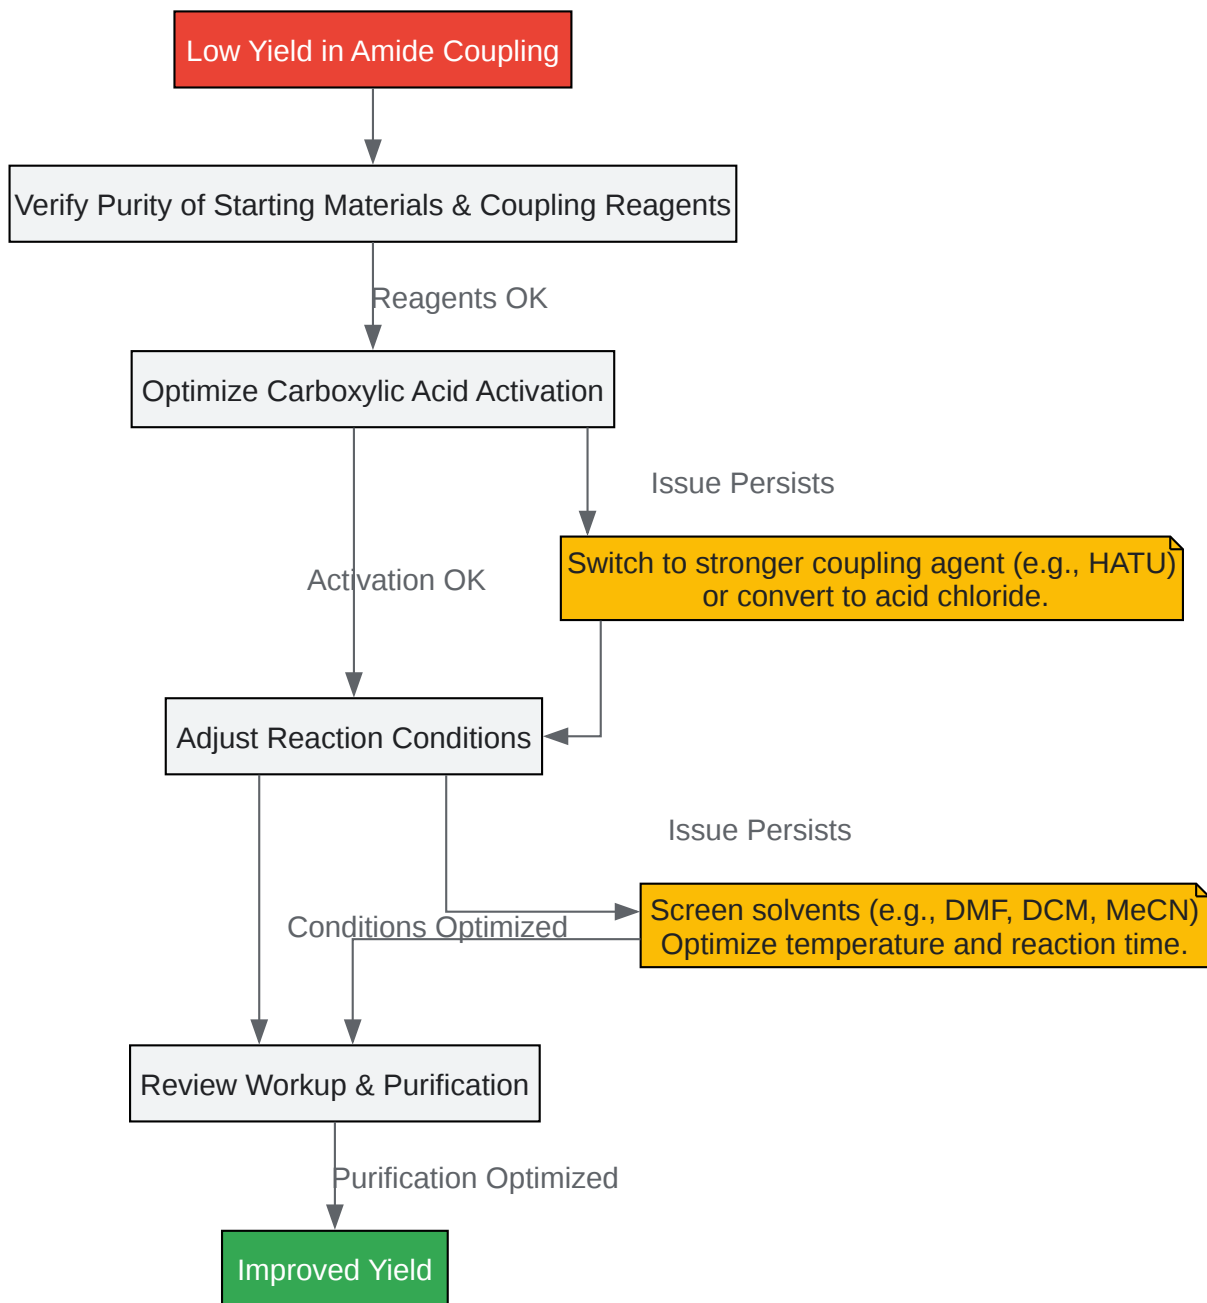 Low Yield in Amide Coupling
Verify Purity of Starting Materials & Coupling Reagents
Reagents OK
Optimize Carboxylic Acid Activation
Issue Persists
Switch to stronger coupling agent (e.g., HATU)
or convert to acid chloride.
Activation OK
Adjust Reaction Conditions
Issue Persists
Screen solvents (e.g., DMF, DCM, MeCN)
Optimize temperature and reaction time.
Conditions Optimized
Review Workup & Purification
Purification Optimized
Improved Yield